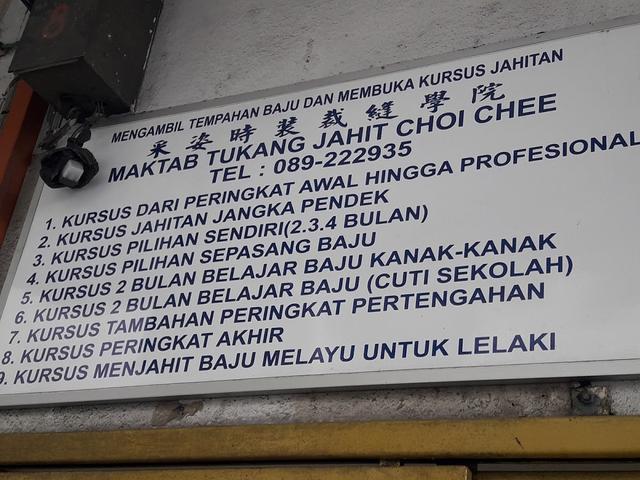 MENGAMBIL TEMPAHAN BAJU DAN MEMBUKA KURSUS JAHITAN
采姿時裝裁縫學院
MAKTAB TUKANG JAHIT CHOI CHEE
TEL : 089-222935
1. KURSUS DARI PERINGKAT AWAL HINGGA PROFESIONAL
2. KURSUS JAHITAN JANGKA PENDEK
3. KURSUS PILIHAN SENDIRI(2.3.4 BULAN)
4. KURSUS PILIHAN SEPASANG BAJU
5. KURSUS 2 BULAN BELAJAR BAJU KANAK-KANAK
6. KURSUS 2 BULAN BELAJAR BAJU (CUTI SEKOLAH)
7. KURSUS TAMBAHAN PERINGKAT PERTENGAHAN
8. KURSUS PERINGKAT AKHIR
9. KURSUS MENJAHIT BAJU MELAYU UNTUK LELAKI